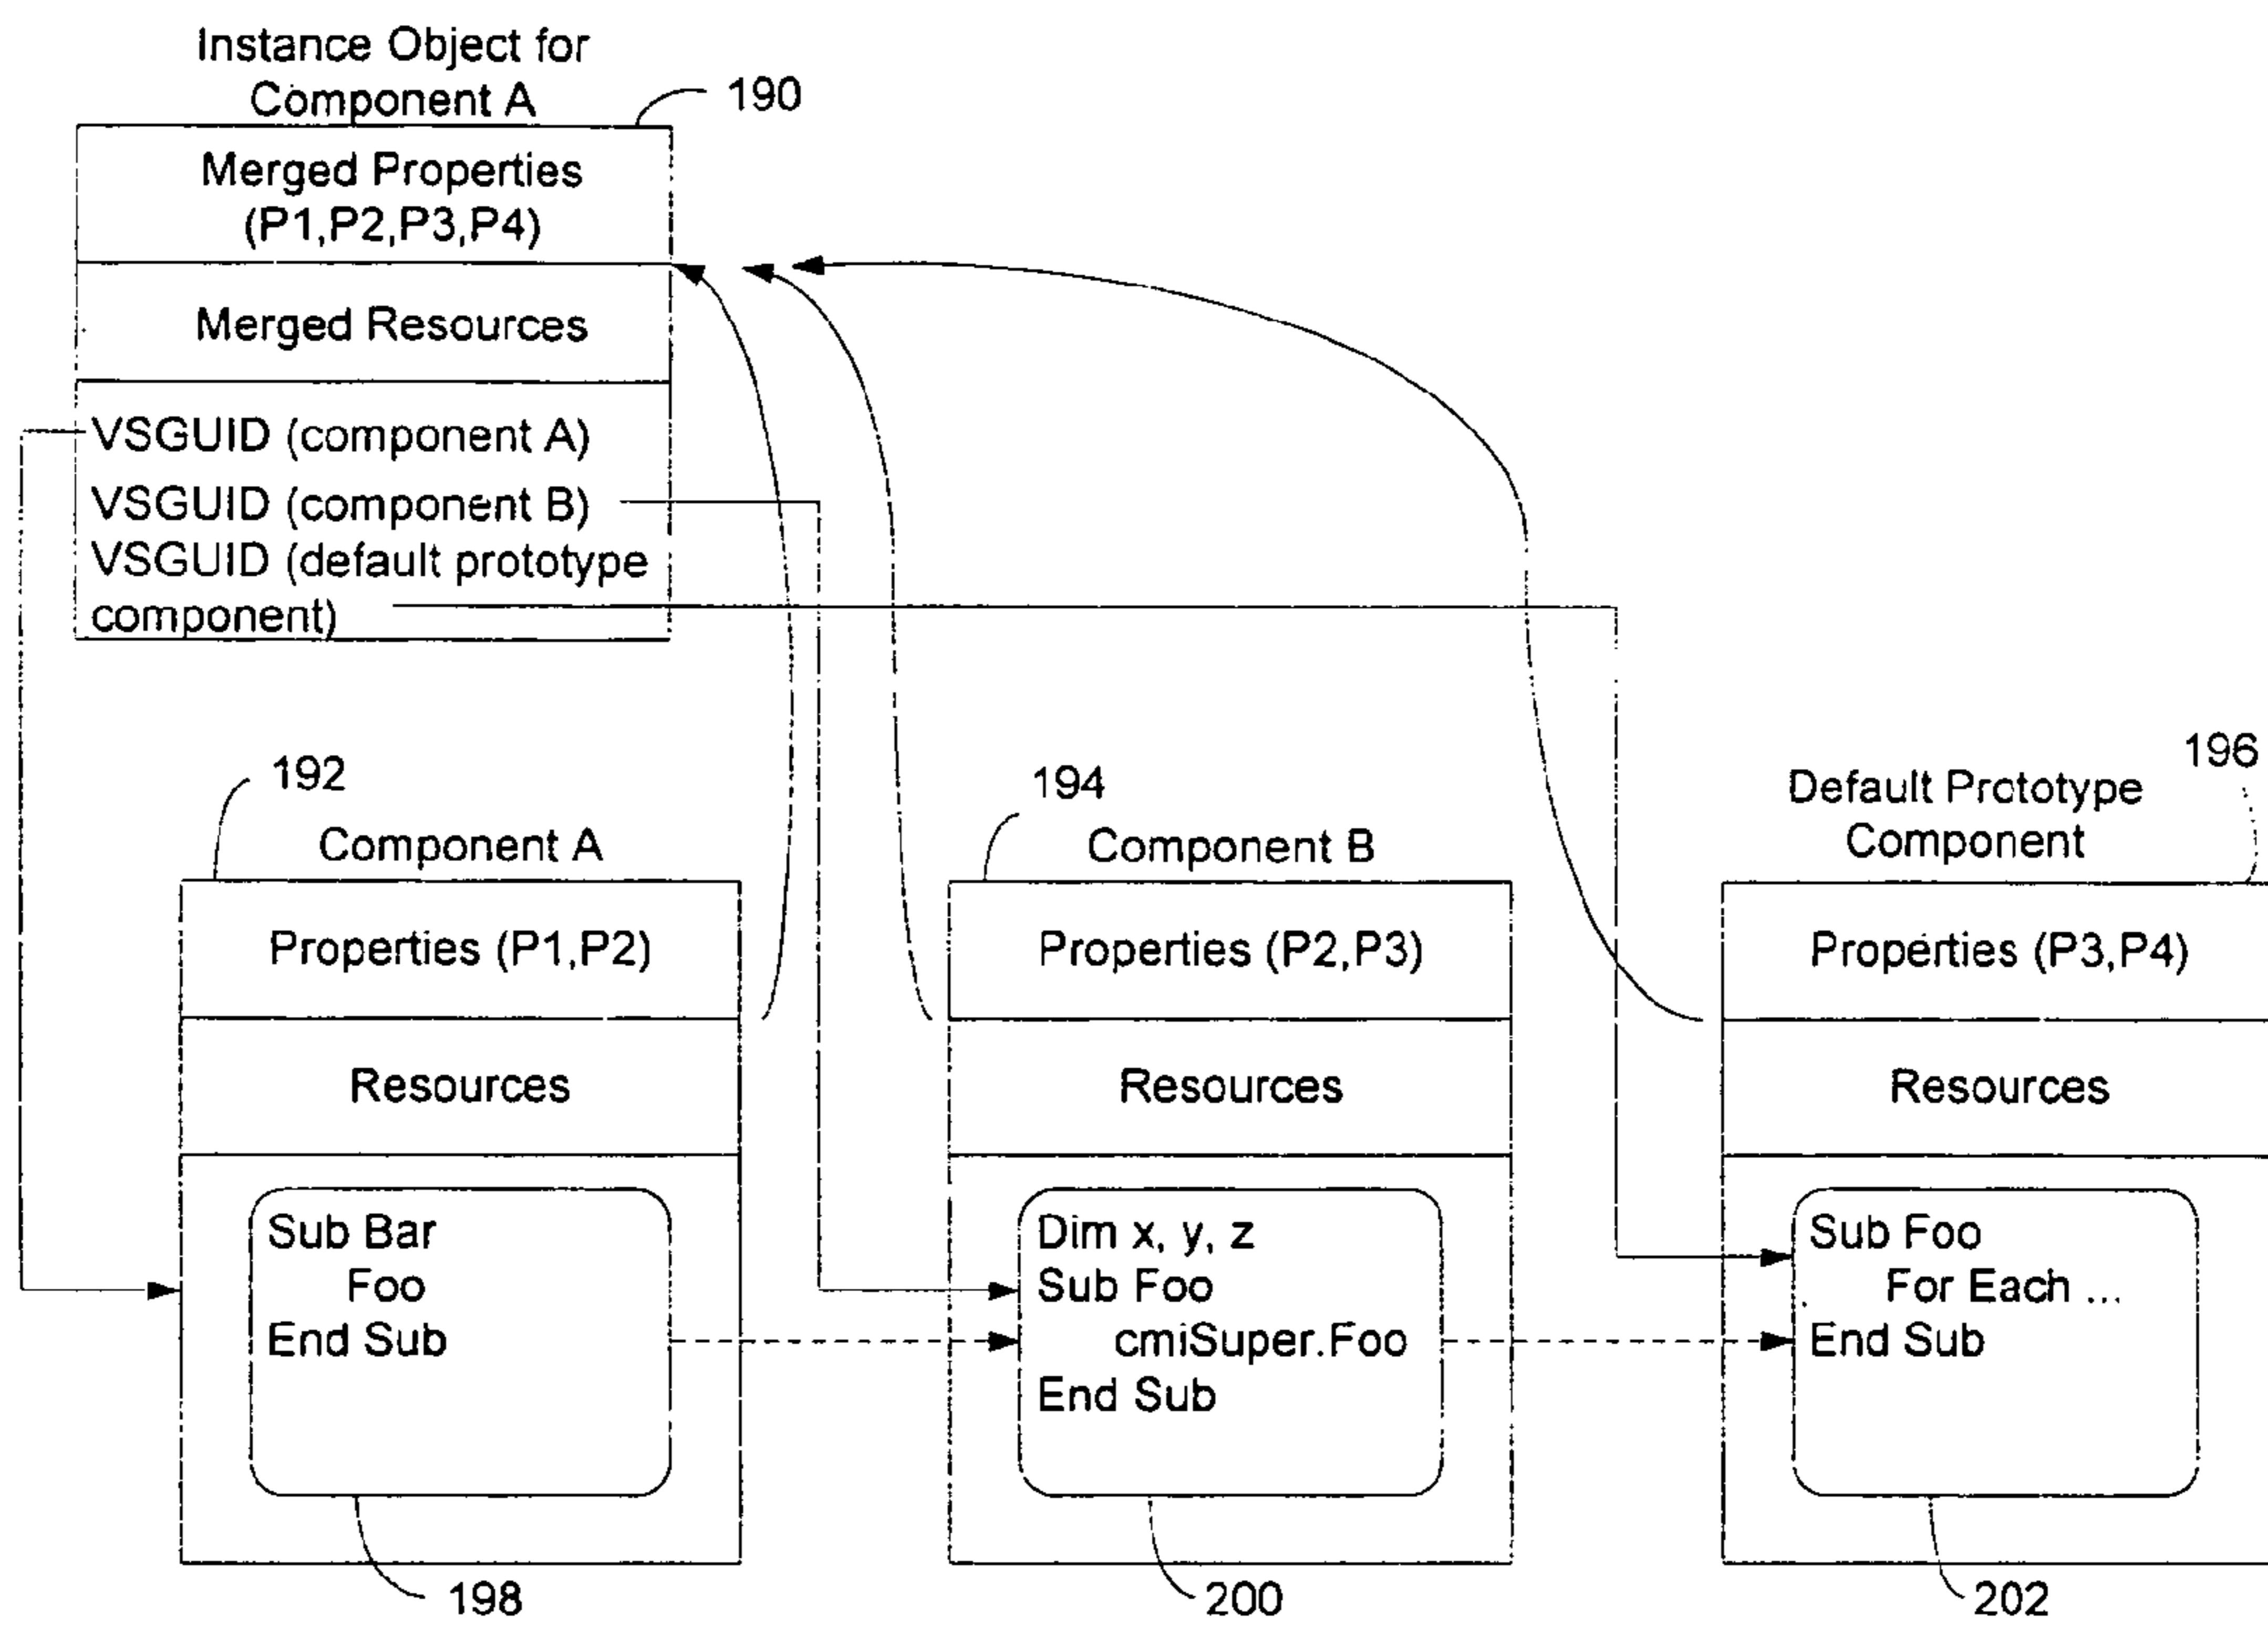 Instance Object for
Component A
190
Merged Properties
(P1,P2,P3,P4)
Merged Resources
VSGUID (component A)
VSGUID (component B)
VSGUID (default prototype
component)
192
Component A
Properties (P1,P2)
Resources
Sub Bar
Foo
End Sub
198
194
Component B
Properties (P2,P3)
Resources
Dim x, y, z
Sub Foo
cmiSuper.Foo
End Sub
200
196
Default Prototype
Component
Properties (P3,P4)
Resources
Sub Foo
For Each ...
End Sub
202